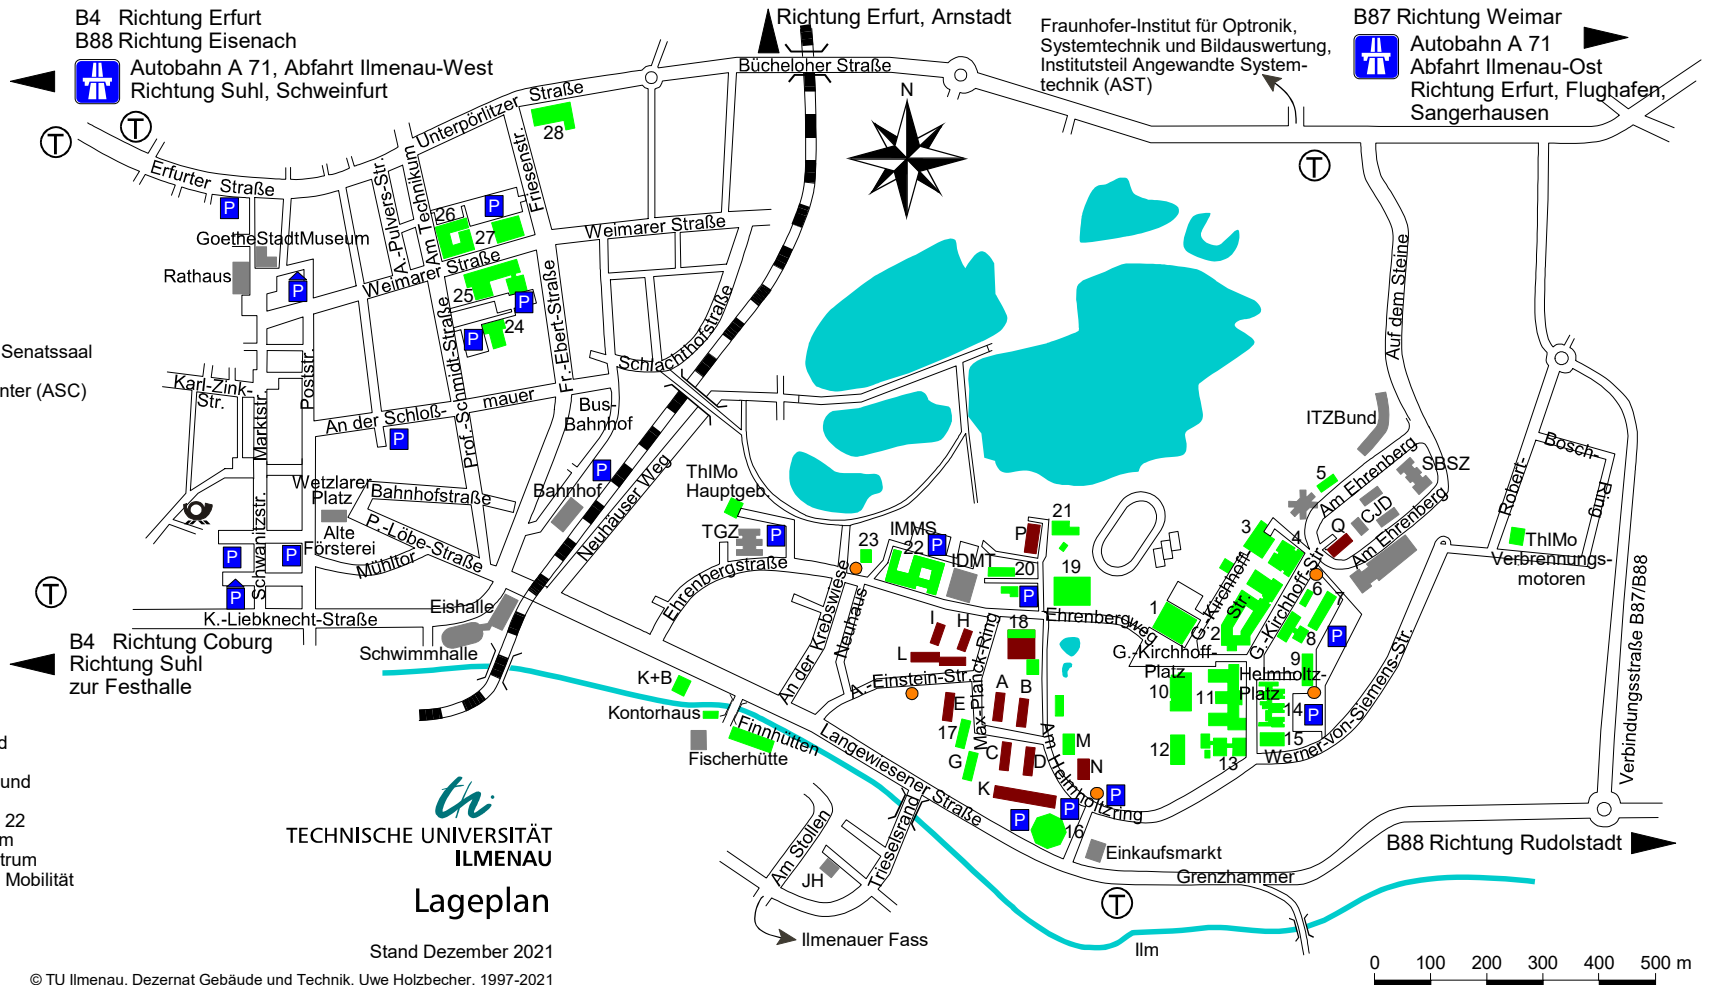 B4 Richtung Erfurt
B88 Richtung Eisenach
Autobahn A 71, Abfahrt Ilmenau-West
Richtung Suhl, Schweinfurt
Richtung Erfurt, Arnstadt
Bücheloher Straße
Fraunhofer-Institut für Optronik,
Systemtechnik und Bildauswertung,
Institutsteil Angewandte System-
technik (AST)
B87 Richtung Weimar
Autobahn A 71
Abfahrt Ilmenau-Ost
Richtung Erfurt, Flughafen,
Sangerhausen
N
T
T
T
Unterpörlitzer Straße
28
Erfurter Straße
P
A.-Pulvers-Str.
Am Technikum
Friesenstr.
P
26
27
Weimarer Straße
GoetheStadtMuseum
Rathaus
P
Weimarer Straße
25
P
24
P
Prof.-Schmidt-Straße
Fr.-Ebert-Straße
Schlachthofstraße
Auf dem Steine
Senatssaal
nter (ASC)
Karl-Zink-
Str.
Marktstr.
Poststr.
An der Schloß-
mauer
P
Bus-
Bahnhof
P
Bahnhof
Neuhauser Weg
Wetzlarer
Platz
Bahnhofstraße
P.-Löbe-Straße
Alte
Försterei
Mühltor
Schwanitzstr.
P
P
P
K.-Liebknecht-Straße
T
B4 Richtung Coburg
Richtung Suhl
zur Festhalle
Eishalle
Schwimmhalle
ThIMo
Hauptgeb.
TGZ
P
Ehrenbergstraße
23
IMMS
22
P
IDMT
P
21
20
P
19
Ehrenbergweg
An der Krebswiese
Neuhaus
I
H
L
18
A.-Einstein-Str.
Max-Planck-Ring
E
A
B
17
G
C
D
K
M
N
Am Helmholtzring
P
P
P
16
K+B
Kontorhaus
Fischerhütte
Finnhütten
Langewiesener Straße
Am Stollen
Trieselsrand
JH
Ilmenauer Fass
Einkaufsmarkt
Grenzhammer
T
Ilm
ITZBund
5
Am Ehrenberg
SBSZ
CJD
Q
Am Ehrenberg
3
4
G.-Kirchhoff-
Str.
G.-Kirchhoff-Str.
1
2
6
7
8
P
9
G.-Kirchhoff-
Platz
Helmholtz-
Platz
10
11
12
13
14
15
P
Werner-von-Siemens-Str.
Robert-
Bosch-
Ring
ThIMo
Verbrennungs-
motoren
Verbindungsstraße B87/B88
B88 Richtung Rudolstadt
d
und
22
m
trum
Mobilität
th
TECHNISCHE UNIVERSITÄT
ILMENAU
Lageplan
Stand Dezember 2021
© TU Ilmenau, Dezernat Gebäude und Technik, Uwe Holzbecher, 1997-2021
0 100 200 300 400 500 m